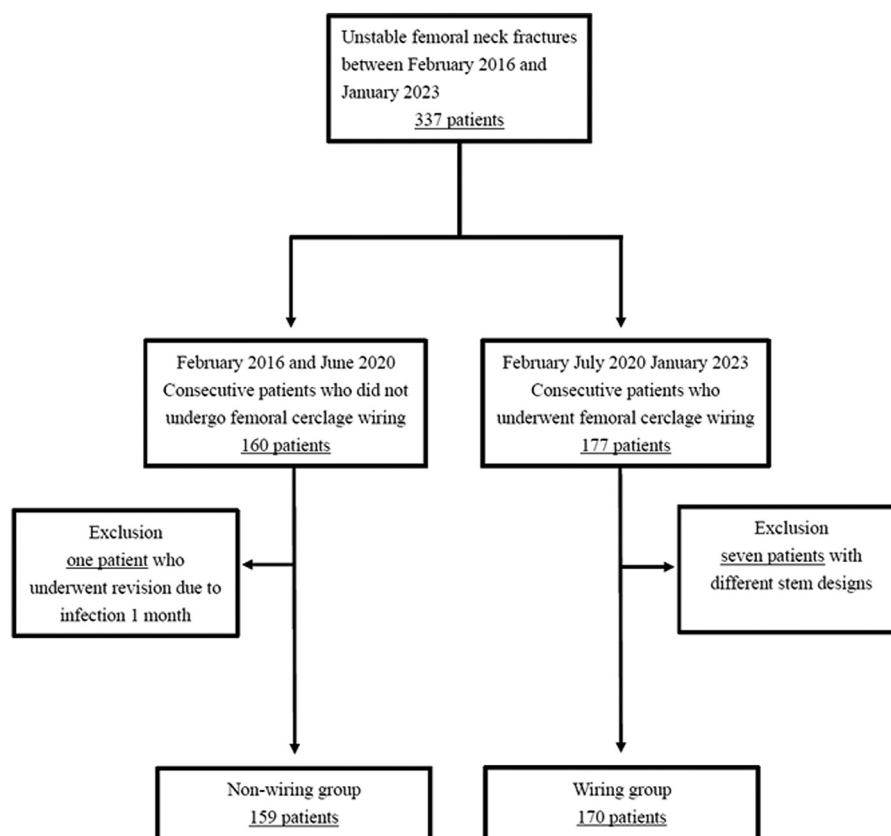 Unstable femoral neck fractures
between February 2016 and
January 2023
337 patients
February 2016 and June 2020
Consecutive patients who did not
undergo femoral cerclage wiring
160 patients
February July 2020 January 2023
Consecutive patients who
underwent femoral cerclage wiring
177 patients
Exclusion
one patient who
underwent revision due to
infection 1 month
Exclusion
seven patients with
different stem designs
Non-wiring group
159 patients
Wiring group
170 patients